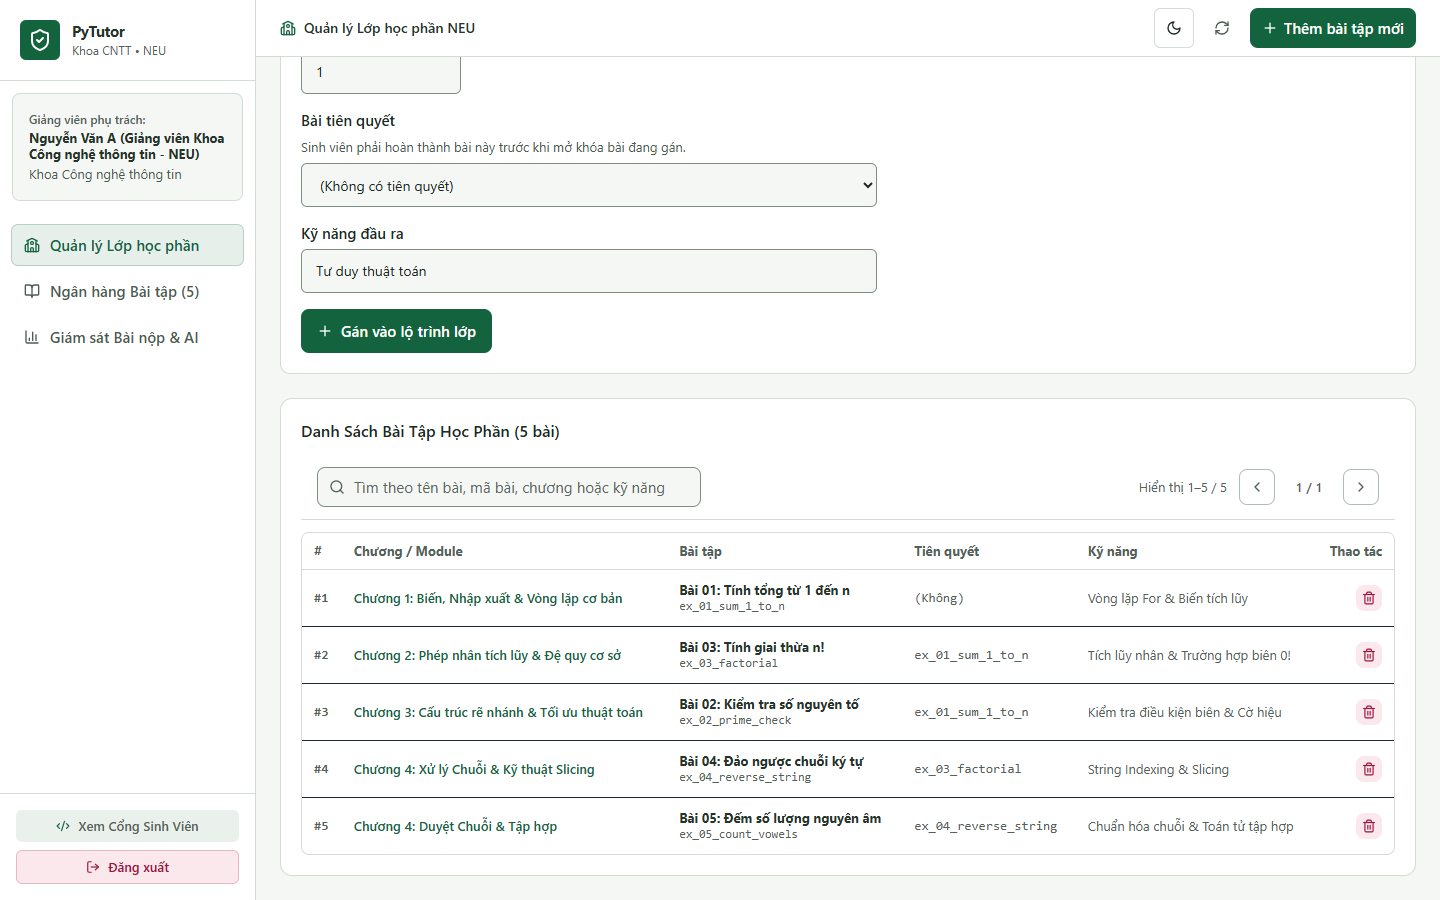 PyTutor
Khoa CNTT • NEU
Giảng viên phụ trách:
Nguyễn Văn A (Giảng viên Khoa
Công nghệ thông tin - NEU)
Khoa Công nghệ thông tin
Quản lý Lớp học phần
Ngân hàng Bài tập (5)
Giám sát Bài nộp & AI
Xem Cổng Sinh Viên
Đăng xuất
Quản lý Lớp học phần NEU
Thêm bài tập mới
1
Bài tiên quyết
Sinh viên phải hoàn thành bài này trước khi mở khóa bài đang gán.
(Không có tiên quyết)
Kỹ năng đầu ra
Tư duy thuật toán
Gán vào lộ trình lớp
Danh Sách Bài Tập Học Phần (5 bài)
Tìm theo tên bài, mã bài, chương hoặc kỹ năng
Hiển thị 1–5 / 5
1 / 1
# Chương / Module Bài tập Tiên quyết Kỹ năng Thao tác
#1 Chương 1: Biến, Nhập xuất & Vòng lặp cơ bản Bài 01: Tính tổng từ 1 đến n (Không) Vòng lặp For & Biến tích lũy
ex_01_sum_1_to_n
#2 Chương 2: Phép nhân tích lũy & Đệ quy cơ sở Bài 03: Tính giai thừa n! ex_01_sum_1_to_n Tích lũy nhân & Trường hợp biên 0!
ex_03_factorial
#3 Chương 3: Cấu trúc rẽ nhánh & Tối ưu thuật toán Bài 02: Kiểm tra số nguyên tố ex_01_sum_1_to_n Kiểm tra điều kiện biên & Cờ hiệu
ex_02_prime_check
#4 Chương 4: Xử lý Chuỗi & Kỹ thuật Slicing Bài 04: Đảo ngược chuỗi ký tự ex_03_factorial String Indexing & Slicing
ex_04_reverse_string
#5 Chương 4: Duyệt Chuỗi & Tập hợp Bài 05: Đếm số lượng nguyên âm ex_04_reverse_string Chuẩn hóa chuỗi & Toán tử tập hợp
ex_05_count_vowels